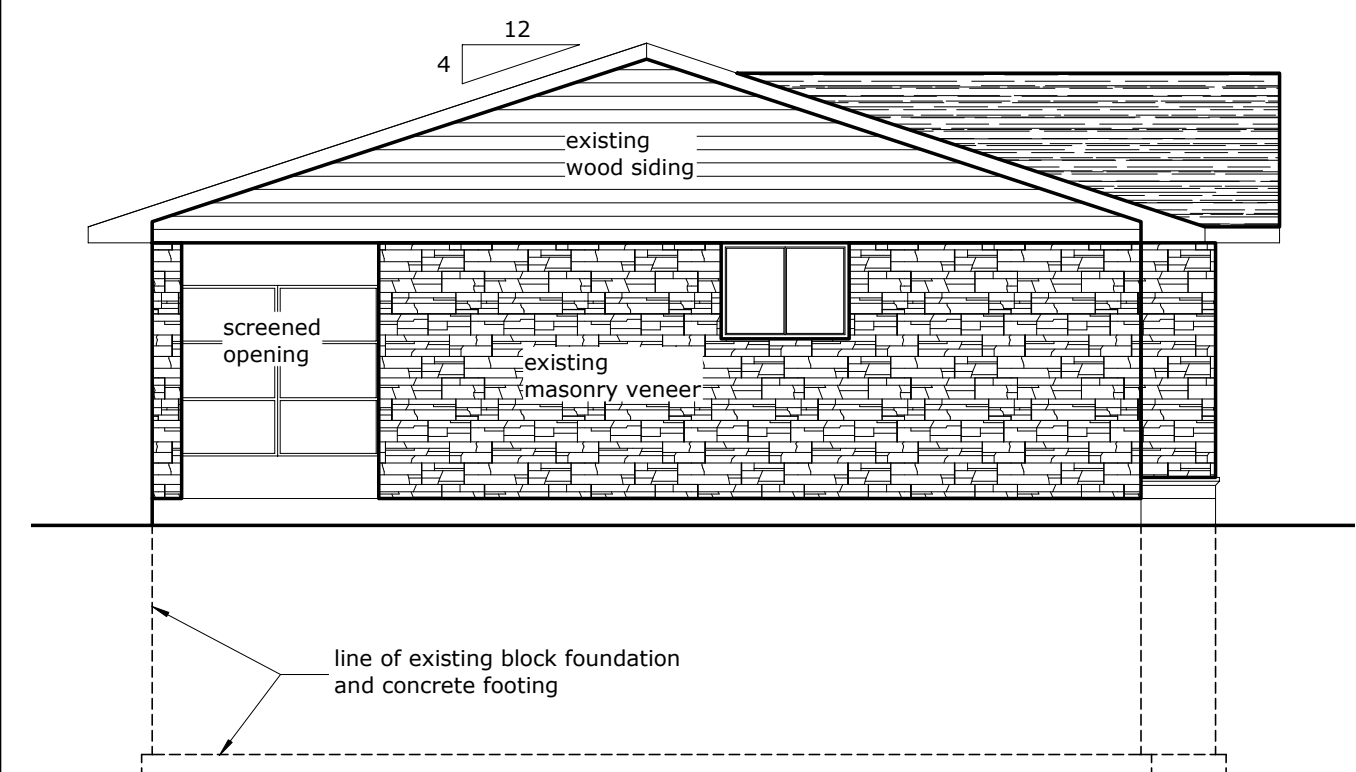 12
4
existing
wood siding
screened
opening
existing
masonry veneer
line of existing block foundation
and concrete footing